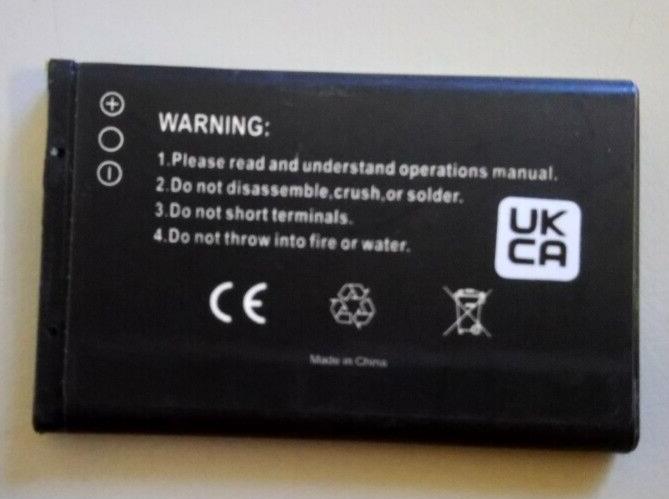 WARNING:
1.Please read and understand operations manual.
2.Do not disassemble,crush,or solder.
3.Do not short terminals.
4.Do not throw into fire or water.
UK
CA
CE
Made in China